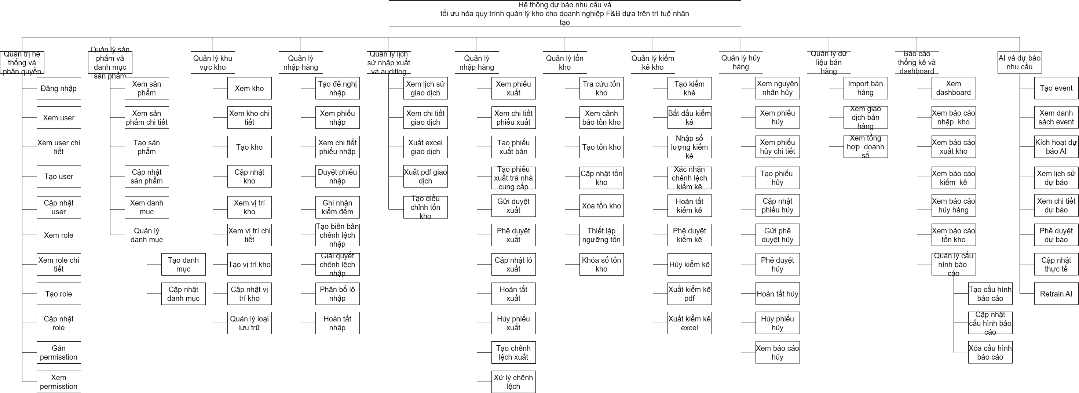 Hệ thống dự báo nhu cầu và
tối ưu hóa quy trình quản lý kho cho doanh nghiệp F&B dựa trên trí tuệ nhân
tạo
Quản trị hệ
thống và
phân quyền
Đăng nhập
Xem user
Xem user chi
tiết
Tạo user
Cập nhật
user
Xem role
Xem role chi
tiết
Tạo role
Cập nhật
role
Gán
permisstion
Xem
permisstion
Quản lý sản
phẩm và
danh mục
sản phẩm
Xem sản
phẩm
Xem sản
phẩm chi tiết
Tạo sản
phẩm
Cập nhật
sản phẩm
Xem danh
mục
Quản lý
danh mục
Tạo danh
mục
Cập nhật
danh mục
Quản lý khu
vực kho
Xem kho
Xem kho chi
tiết
Tạo kho
Cập nhật
kho
Xem vị trí
kho
Xem vị trí chi
tiết
Tạo vị trí kho
Cập nhật vị
trí kho
Quản lý loại
lưu trữ
Quản lý
nhập hàng
Tạo đề nghị
nhập
Xem phiếu
nhập
Xem chi tiết
phiếu nhập
Duyệt phiếu
nhập
Ghi nhận
kiểm đếm
Tạo biên bản
chênh lệch
nhập
Giải quyết
chênh lệch
nhập
Phân bổ lô
nhập
Hoàn tất
nhập
Quản lý lịch
sử nhập xuất
và auditing
Xem lịch sử
giao dịch
Xem chi tiết
giao dịch
Xuất excel
giao dịch
Xuất pdf giao
dịch
Tạo điều
chỉnh tồn
kho
Quản lý
nhập hàng
Xem phiếu
xuất
Xem chi tiết
phiếu xuất
Tạo phiếu
xuất bán
Tạo phiếu
xuất trả nhà
cung cấp
Gửi duyệt
xuất
Phê duyệt
xuất
Cập nhật lô
xuất
Hoàn tất
xuất
Hủy phiếu
xuất
Tạo chênh
lệch xuất
Xử lý chênh
lệch
Quản lý tồn
kho
Tra cứu tồn
kho
Xem cảnh
báo tồn kho
Tạo tồn kho
Cập nhật tồn
kho
Xóa tồn kho
Thiết lập
ngưỡng tồn
Khóa sổ tồn
kho
Quản lý kiểm
kê kho
Tạo kiểm
khê
Bắt đầu kiểm
kê
Nhập số
lượng kiểm
kê
Xác nhận
chênh lệch
kiểm kê
Hoàn tất
kiểm kê
Phê duyệt
kiểm kê
Hủy kiểm kê
Xuất kiểm kê
pdf
Xuất kiểm kê
excel
Quản lý hủy
hàng
Xem nguyên
nhân hủy
Xem phiếu
hủy
Xem phiếu
hủy chi tiết
Tạo phiếu
hủy
Cập nhật
phiếu hủy
Gửi phê
duyệt hủy
Phê duyệt
hủy
Hoàn tất hủy
Hủy phiếu
hủy
Xem báo cáo
hủy
Quản lý dữ
liệu bán
hàng
Import bán
hàng
Xem giao
dịch bán
hàng
Xem tổng
hợp doanh
số
Báo cáo
thống kê và
dashboard
Xem
dashboard
Xem báo cáo
nhập kho
Xem báo cáo
xuất kho
Xem báo cáo
kiểm kê
Xem báo cáo
hủy hàng
Xem báo cáo
tồn kho
Quản lý cấu
hình báo
cáo
Tạo cấu hình
báo cáo
Cập nhật
cấu hình báo
cáo
Xóa cấu hình
báo cáo
AI và dự báo
nhu cầu
Tạo event
Xem danh
sách event
Kích hoạt dự
báo AI
Xem lịch sử
dự báo
Xem chi tiết
dự báo
Phê duyệt
dự báo
Cập nhật
thực tế
Retrain AI